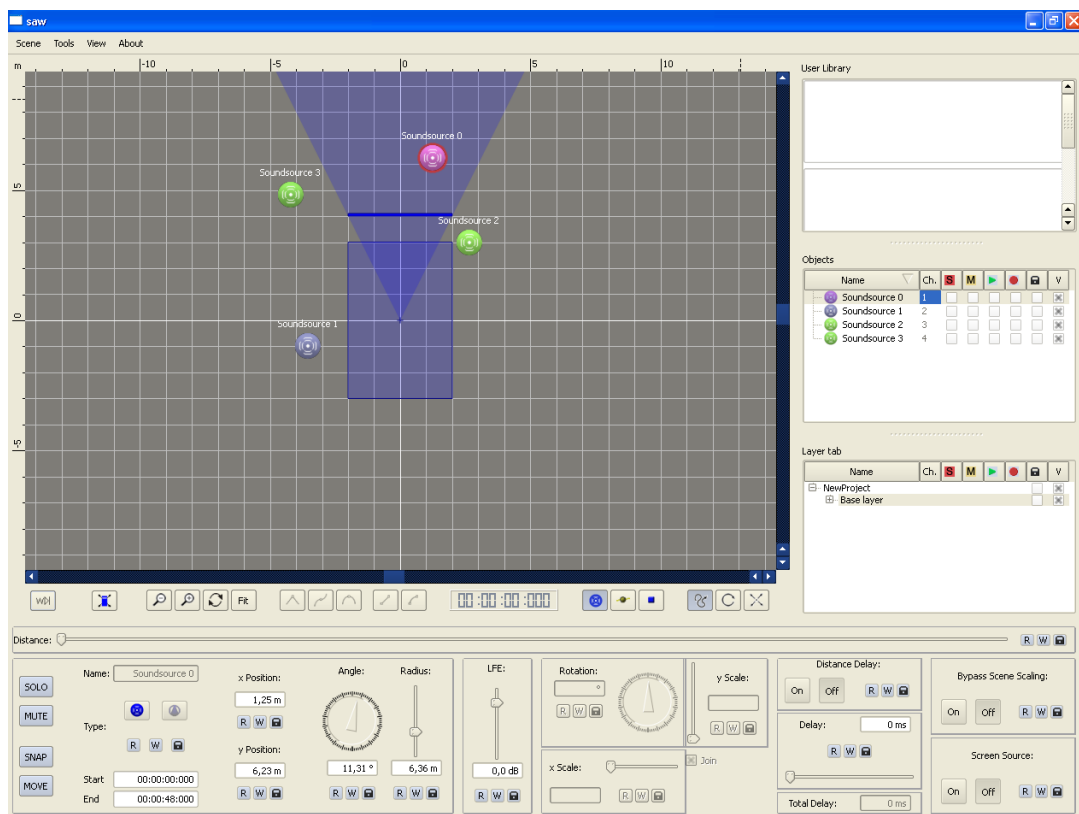 saw
Scene Tools View About
m -10 -5 0 5 10
5
0
-5
Soundsource 0
Soundsource 3
Soundsource 2
Soundsource 1
User Library
Objects
Name Ch. S M V
Soundsource 0 1
Soundsource 1 2
Soundsource 2 3
Soundsource 3 4
Layer tab
Name Ch. S M V
NewProject
Base layer
Fit 00:00:00:000
Distance: R W
SOLO
MUTE
SNAP
MOVE
Name: Soundsource 0
Type:
R W
Start 00:00:00:000
End 00:00:48:000
x Position:
1,25 m
R W
y Position:
6,23 m
R W
Angle:
11,31 °
R W
Radius:
6,36 m
R W
LFE:
0,0 dB
R W
Rotation:
°
R W
x Scale:
R W
y Scale:
R W
Join
Distance Delay:
On Off R W
Delay: 0 ms
R W
Total Delay: 0 ms
Bypass Scene Scaling:
On Off R W
Screen Source:
On Off R W